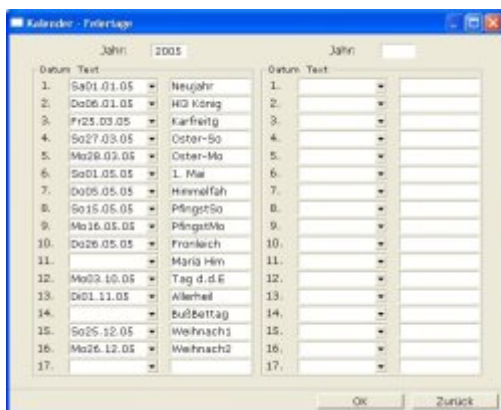 Kalender - Feiertage
Jahr: 2005 Jahr:
Datum Text Datum Text
1. Sa01.01.05 Neujahr 1.
2. Do06.01.05 Hl3 König 2.
3. Fr25.03.05 Karfreitg 3.
4. So27.03.05 Oster-So 4.
5. Mo28.03.05 Oster-Mo 5.
6. So01.05.05 1. Mai 6.
7. Do05.05.05 Himmelfah 7.
8. So15.05.05 PfingstSo 8.
9. Mo16.05.05 PfingstMo 9.
10. Do26.05.05 Fronleich 10.
11. Maria Him 11.
12. Mo03.10.05 Tag d.d.E 12.
13. Di01.11.05 Allerheil 13.
14. BußBettag 14.
15. So25.12.05 Weihnach1 15.
16. Mo26.12.05 Weihnach2 16.
17. 17.
OK Zurück